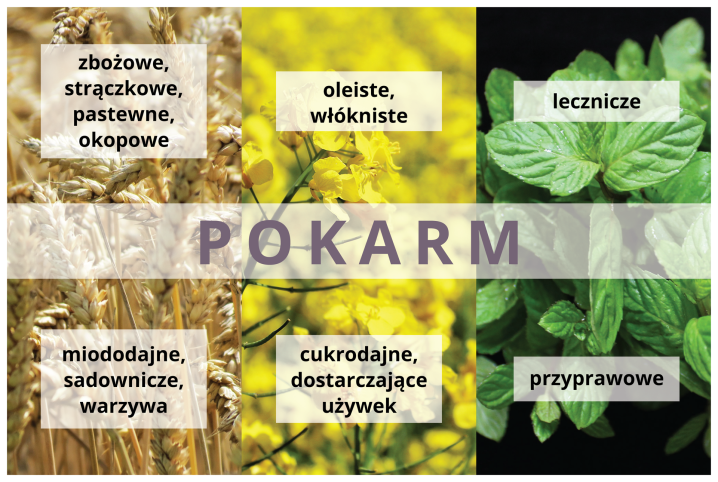 zbożowe,
strączkowe,
pastewne,
okopowe
oleiste,
włókniste
lecznicze
POKARM
miododajne,
sadownicze,
warzywa
cukrodajne,
dostarczające
używek
przyprawowe